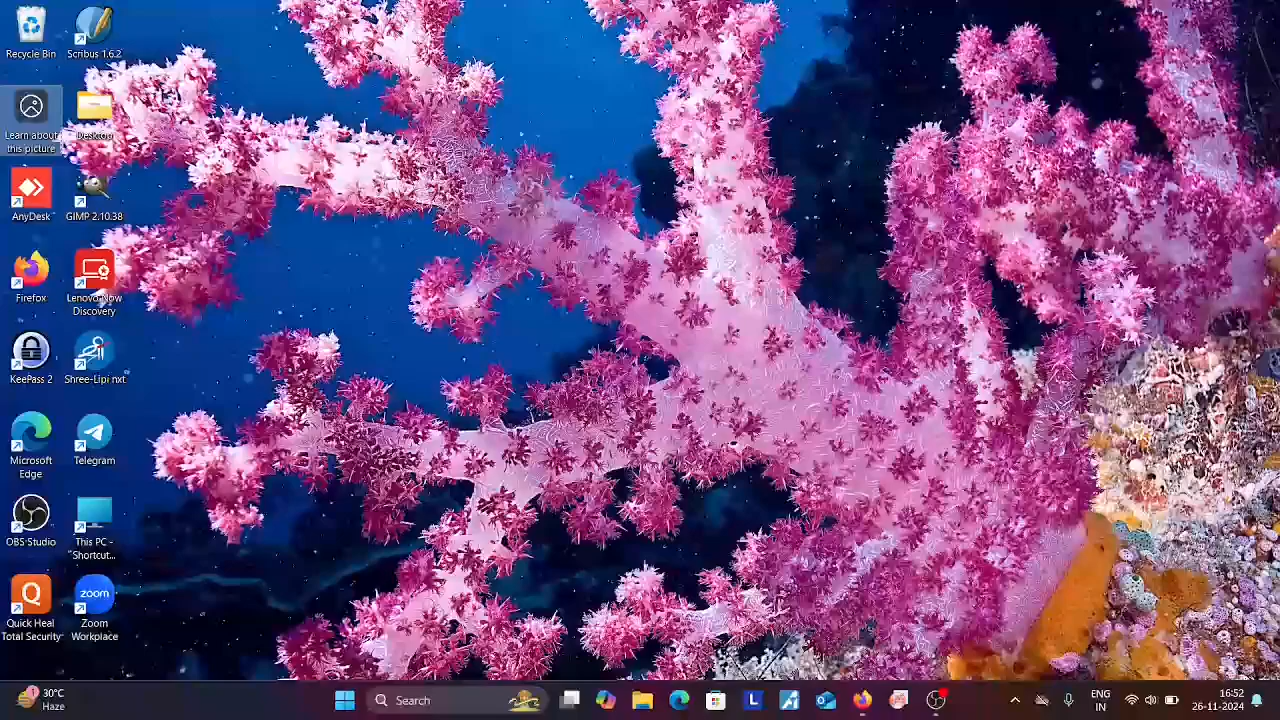 Recycle Bin
Scribus 1.6.2
Learn about
this picture
Desktop
AnyDesk
GIMP 2.10.38
Firefox
Lenovo Now
Discovery
KeePass 2
Shree-Lipi nxt
Microsoft
Edge
Telegram
OBS Studio
This PC -
"Shortcut...
Q
Quick Heal
Total Security
zoom
Zoom
Workplace
1
30°C
Haze
Search
L
ENG
IN
16:52
26-11-2024